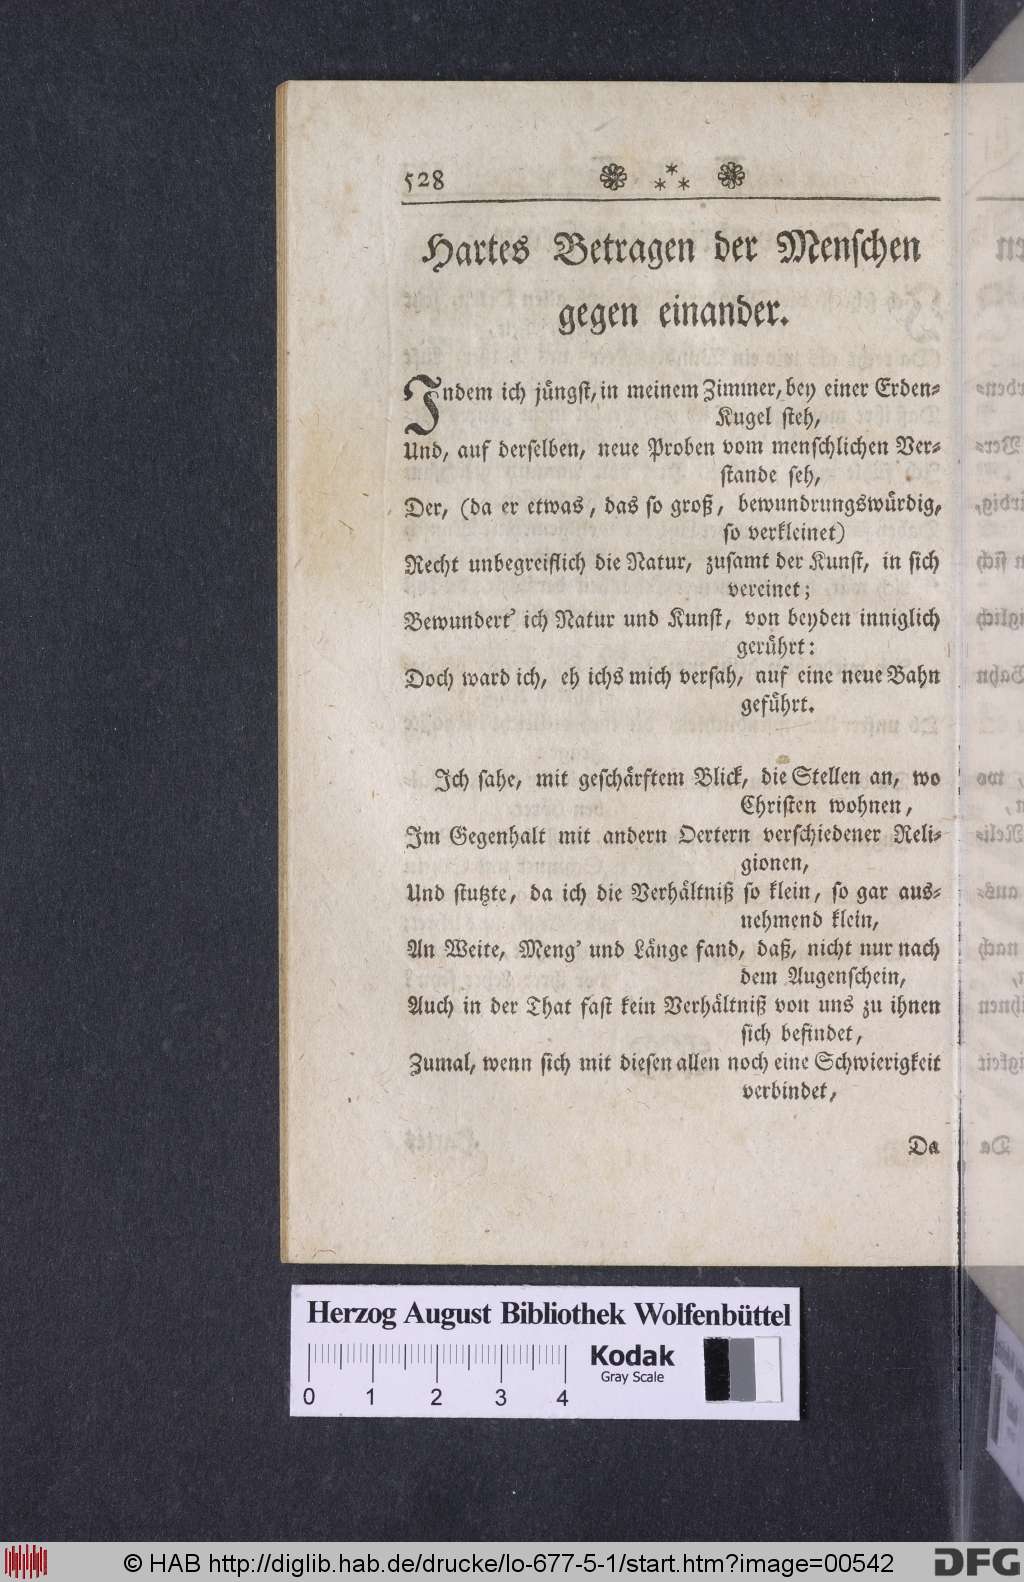 528
Hartes Betragen der Menschen
gegen einander.
Indem ich jüngst, in meinem Zimmer, bey einer Erden-
Kugel steh,
Und, auf derselben, neue Proben vom menschlichen Ver-
stande seh,
Der, (da er etwas, das so groß, bewundrungswürdig,
so verkleinet)
Recht unbegreiflich die Natur, zusamt der Kunst, in sich
vereinet;
Bewundert' ich Natur und Kunst, von beyden inniglich
gerührt:
Doch ward ich, eh ichs mich versah, auf eine neue Bahn
geführt.
Ich sahe, mit geschärftem Blick, die Stellen an, wo
Christen wohnen,
Im Gegenhalt mit andern Oertern verschiedener Reli-
gionen,
Und stutzte, da ich die Verhältniß so klein, so gar aus-
nehmend klein,
An Weite, Meng' und Länge fand, daß, nicht nur nach
dem Augenschein,
Auch in der That fast kein Verhältniß von uns zu ihnen
sich befindet,
Zumal, wenn sich mit diesen allen noch eine Schwierigkeit
verbindet,
Da
Herzog August Bibliothek Wolfenbüttel
Kodak
Gray Scale
0 1 2 3 4
© HAB http://diglib.hab.de/drucke/lo-677-5-1/start.htm?image=00542
DFG